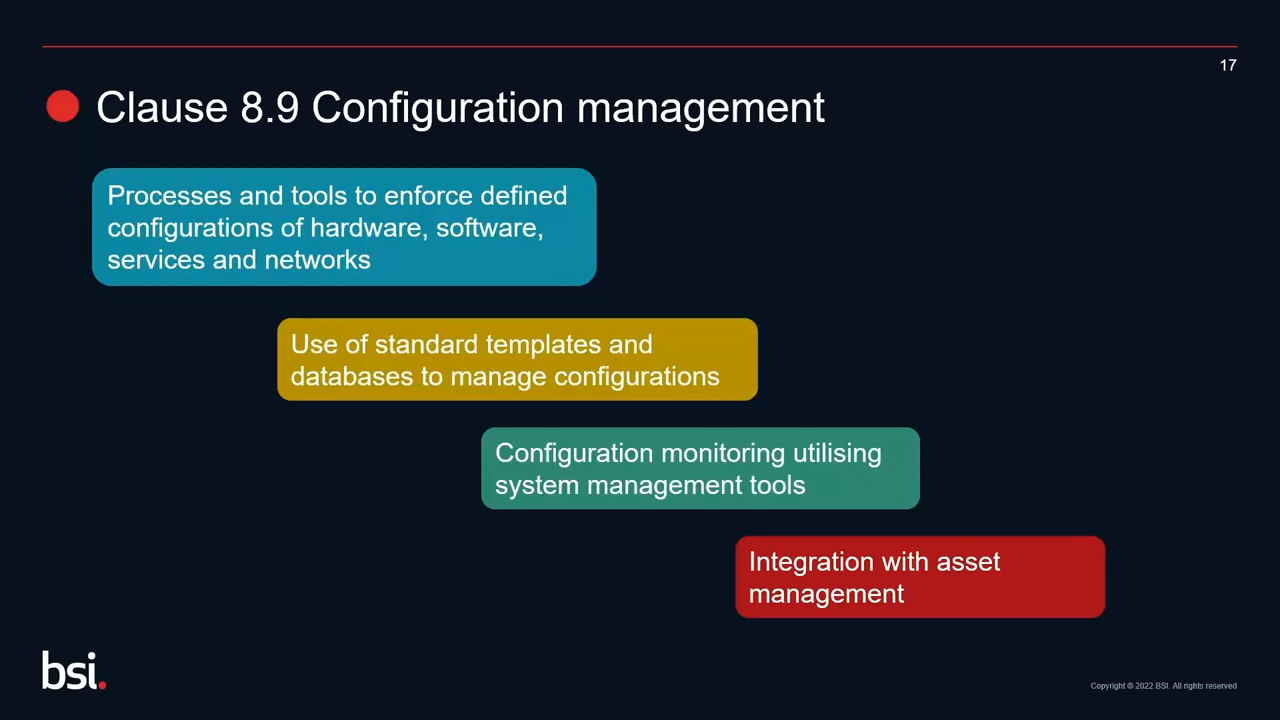 17
Clause 8.9 Configuration management
Processes and tools to enforce defined
configurations of hardware, software,
services and networks
Use of standard templates and
databases to manage configurations
Configuration monitoring utilising
system management tools
Integration with asset
management
bsi.
Copyright © 2022 BSI. All rights reserved